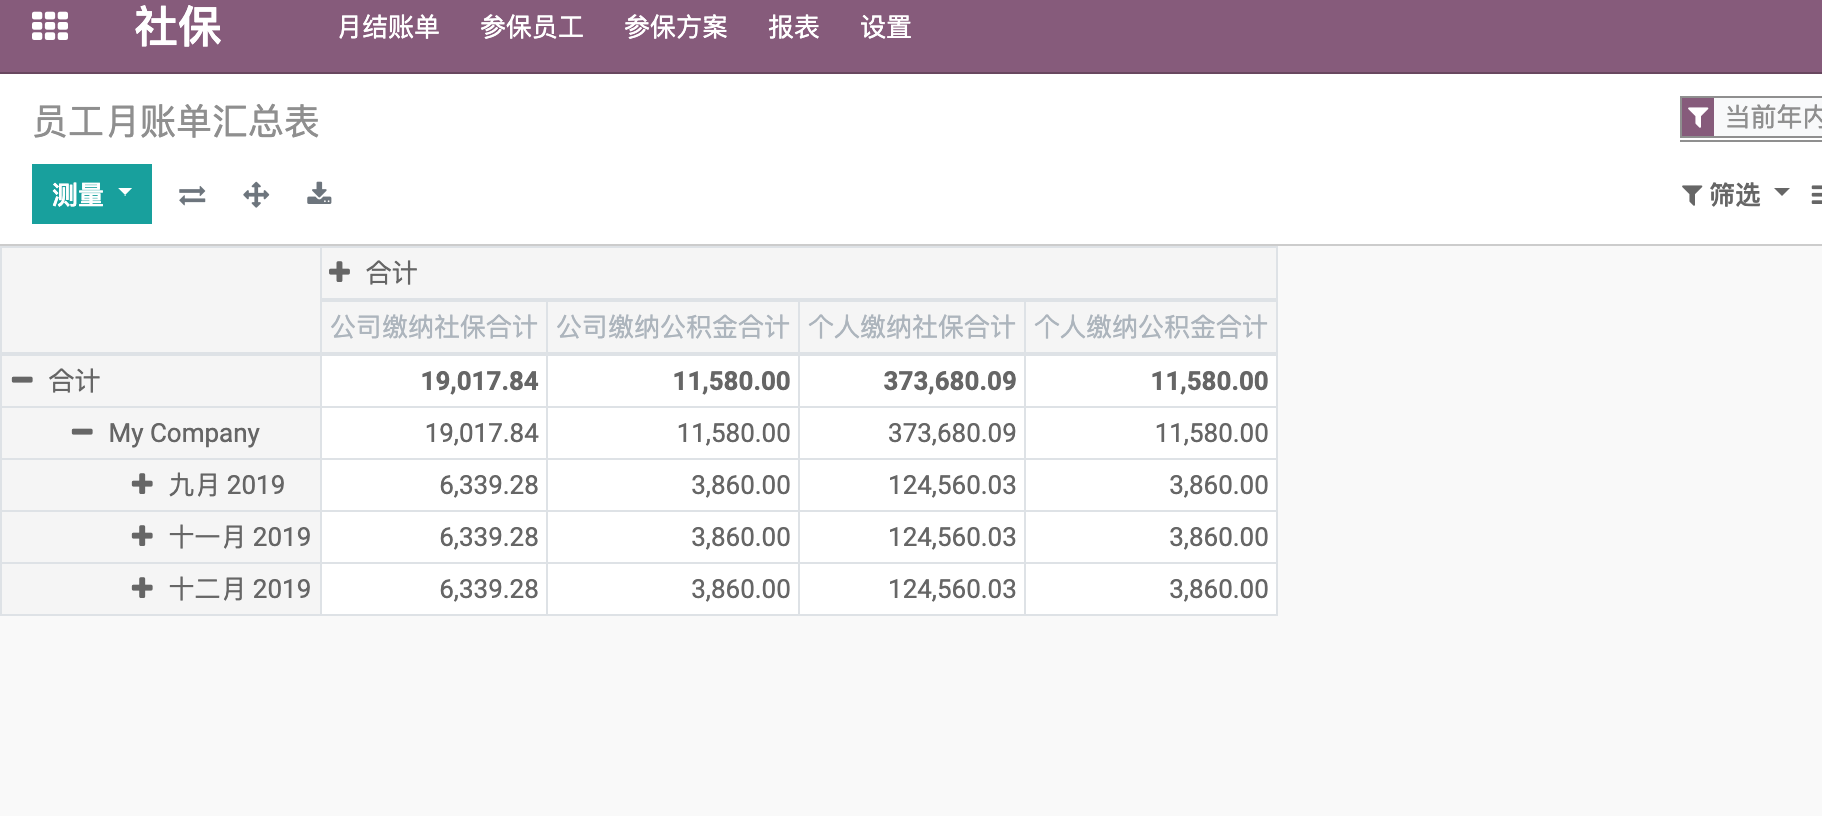 社保 月结账单 参保员工 参保方案 报表 设置
员工月账单汇总表
当前年内
测量
筛选
合计
公司缴纳社保合计 公司缴纳公积金合计 个人缴纳社保合计 个人缴纳公积金合计
合计 19,017.84 11,580.00 373,680.09 11,580.00
My Company 19,017.84 11,580.00 373,680.09 11,580.00
九月 2019 6,339.28 3,860.00 124,560.03 3,860.00
十一月 2019 6,339.28 3,860.00 124,560.03 3,860.00
十二月 2019 6,339.28 3,860.00 124,560.03 3,860.00